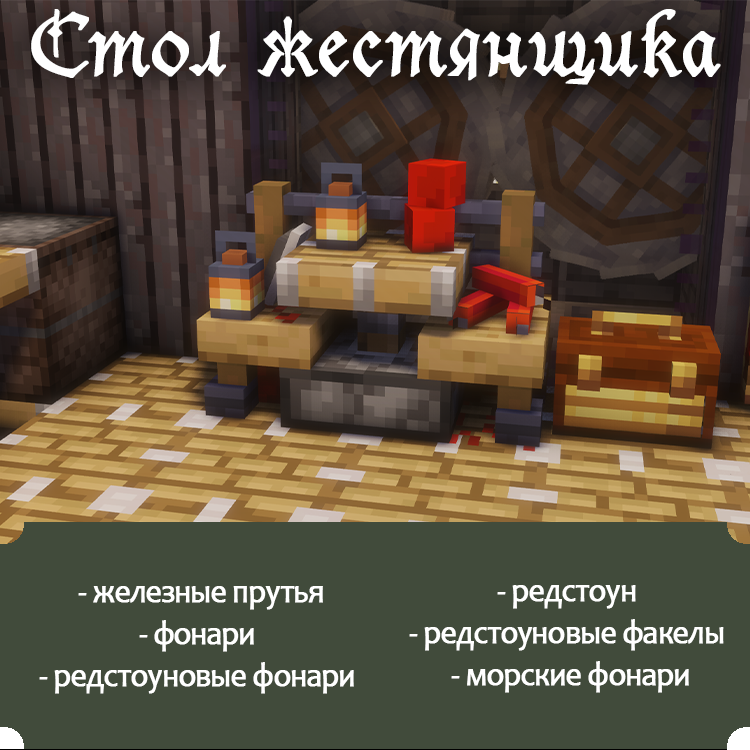 Стол жестянщика
- железные прутья
- фонари
- редстоуновые фонари
- редстоун
- редстоуновые факелы
- морские фонари